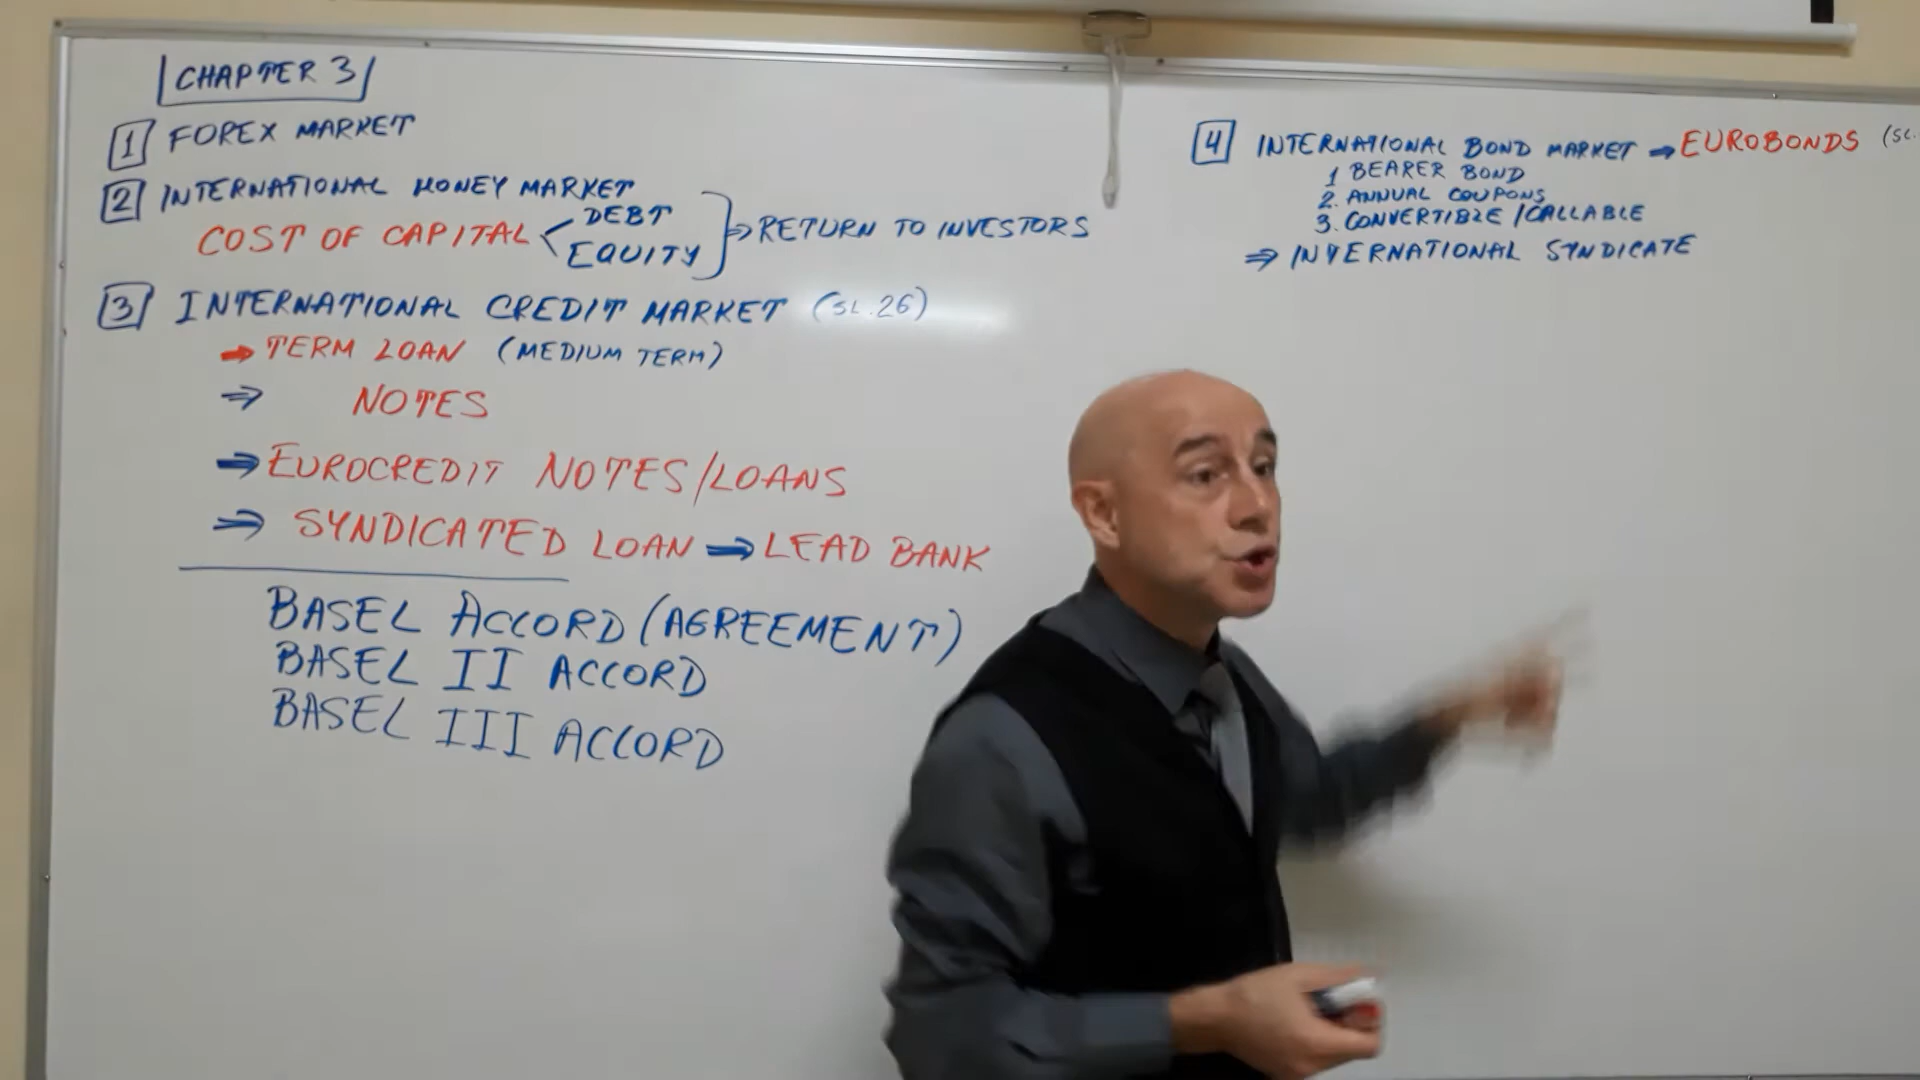 CHAPTER 3
1 FOREX MARKET
2 INTERNATIONAL MONEY MARKET
COST OF CAPITAL DEBT EQUITY ⇒ RETURN TO INVESTORS
3 INTERNATIONAL CREDIT MARKET (SL.26)
→ TERM LOAN (MEDIUM TERM)
⇒ NOTES
⇒ EUROCREDIT NOTES/LOANS
⇒ SYNDICATED LOAN ⇒ LEAD BANK
BASEL ACCORD (AGREEMENT)
BASEL II ACCORD
BASEL III ACCORD
4 INTERNATIONAL BOND MARKET → EUROBONDS (SL.
1 BEARER BOND
2. ANNUAL COUPONS
3. CONVERTIBLE/CALLABLE
⇒ INTERNATIONAL SYNDICATE